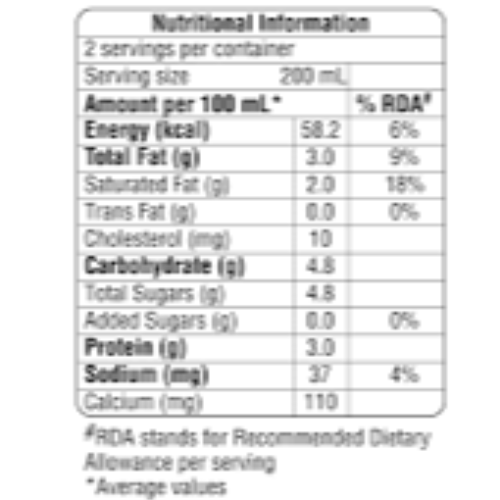 Nutritional Information
2 servings per container
Serving size 200 mL
Amount per 100 mL* % RDA#
Energy (kcal) 58.2 6%
Total Fat (g) 3.0 9%
Saturated Fat (g) 2.0 18%
Trans Fat (g) 0.0 0%
Cholesterol (mg) 10
Carbohydrate (g) 4.8
Total Sugars (g) 4.8
Added Sugars (g) 0.0 0%
Protein (g) 3.0
Sodium (mg) 37 4%
Calcium (mg) 110
#RDA stands for Recommended Dietary
Allowance per serving
*Average values